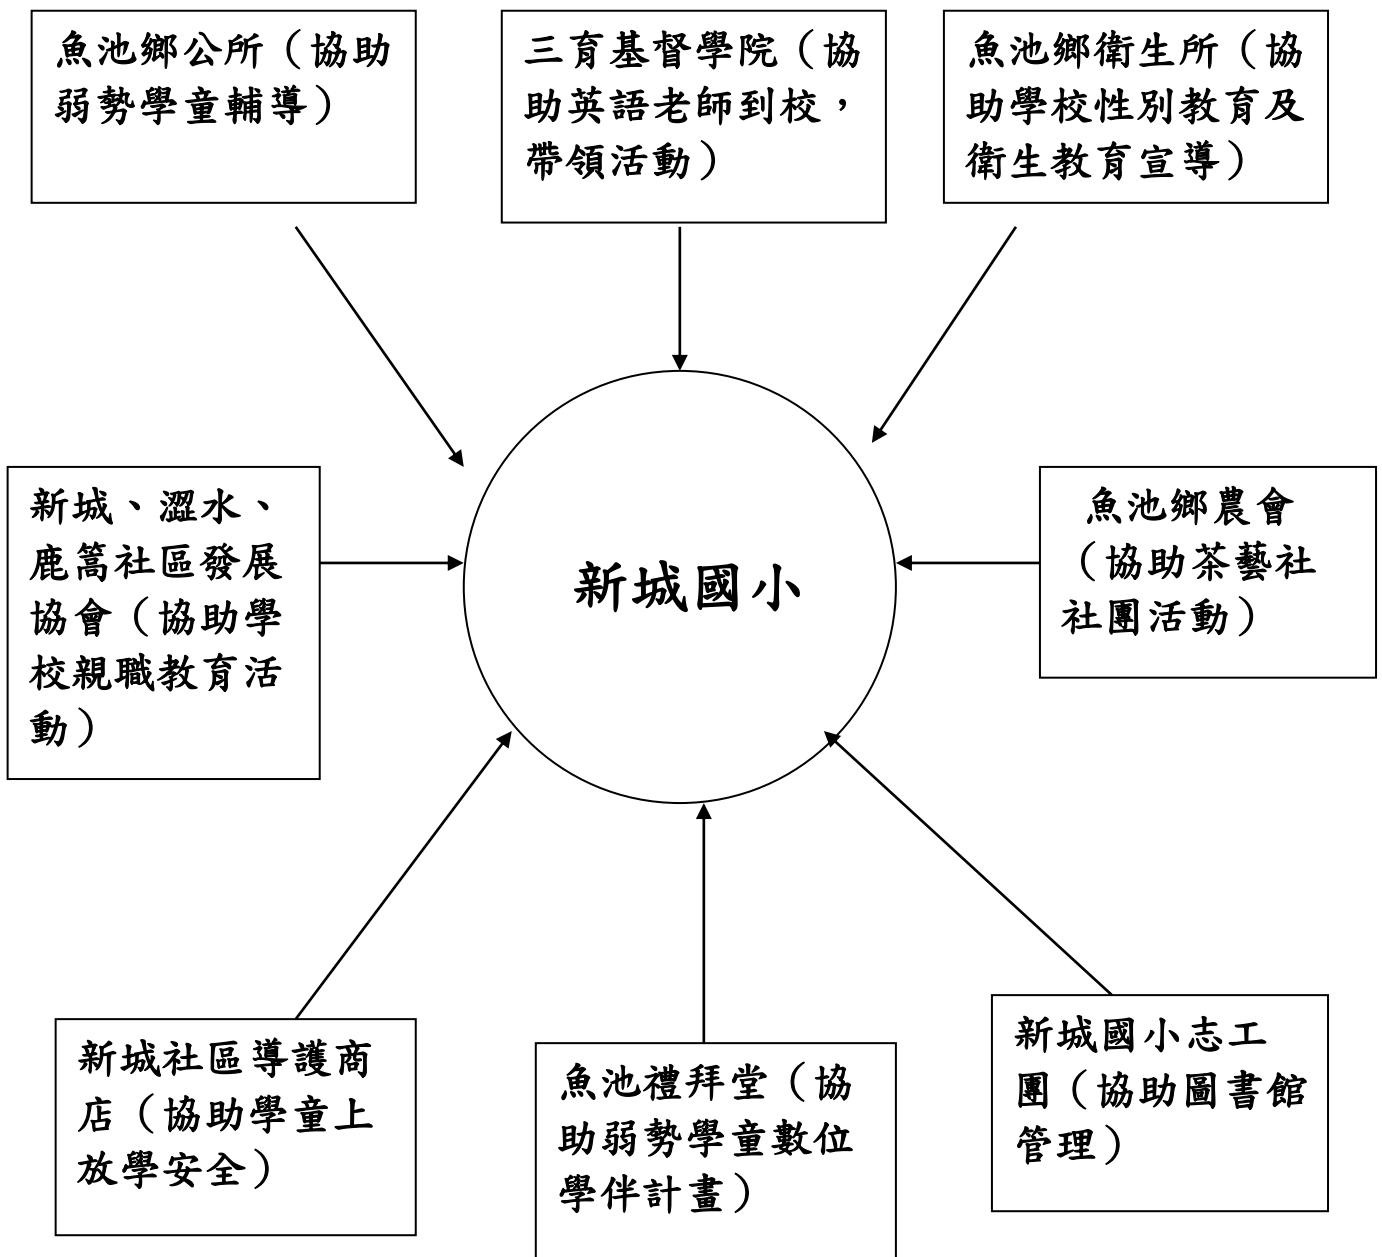 魚池鄉公所（協助
弱勢學童輔導）
三育基督學院（協
助英語老師到校，
帶領活動）
魚池鄉衛生所（協
助學校性別教育及
衛生教育宣導）
新城、澀水、
鹿篙社區發展
協會（協助學
校親職教育活
動）
新城國小
魚池鄉農會
（協助茶藝社
社團活動）
新城社區導護商
店（協助學童上
放學安全）
魚池禮拜堂（協
助弱勢學童數位
學伴計畫）
新城國小志工
團（協助圖書館
管理）